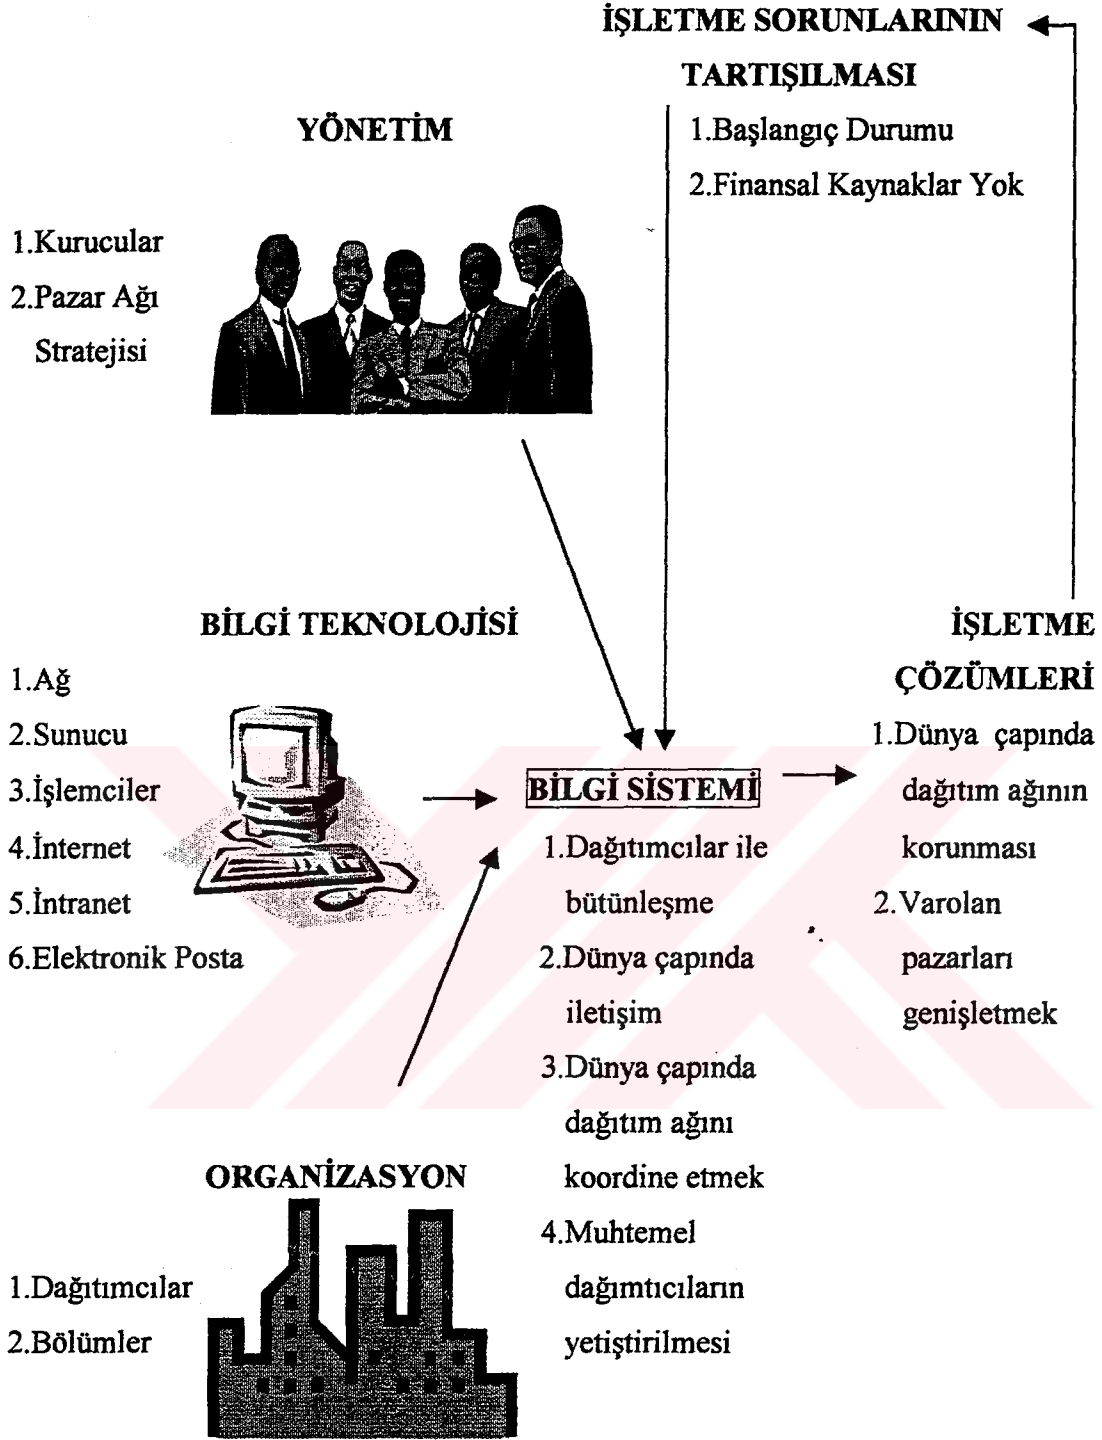 İŞLETME SORUNLARININ
TARTIŞILMASI
1.Başlangıç Durumu
2.Finansal Kaynaklar Yok
YÖNETİM
1.Kurucular
2.Pazar Ağı
Stratejisi
BİLGİ TEKNOLOJİSİ
1.Ağ
2.Sunucu
3.İşlemciler
4.İnternet
5.İntranet
6.Elektronik Posta
BİLGİ SİSTEMİ
1.Dağıtımcılar ile
bütünleşme
2.Dünya çapında
iletişim
3.Dünya çapında
dağıtım ağını
koordine etmek
4.Muhtemel
dağımtıcıların
yetiştirilmesi
İŞLETME
ÇÖZÜMLERİ
1.Dünya çapında
dağıtım ağının
korunması
2.Varolan
pazarları
genişletmek
ORGANİZASYON
1.Dağıtımcılar
2.Bölümler